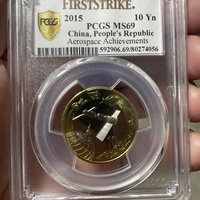 FIRSTSTRIKE.
2015 10 Yn
PCGS
PCGS MS69
China, People's Republic
Aerospace Achievements
592906.69/80274056